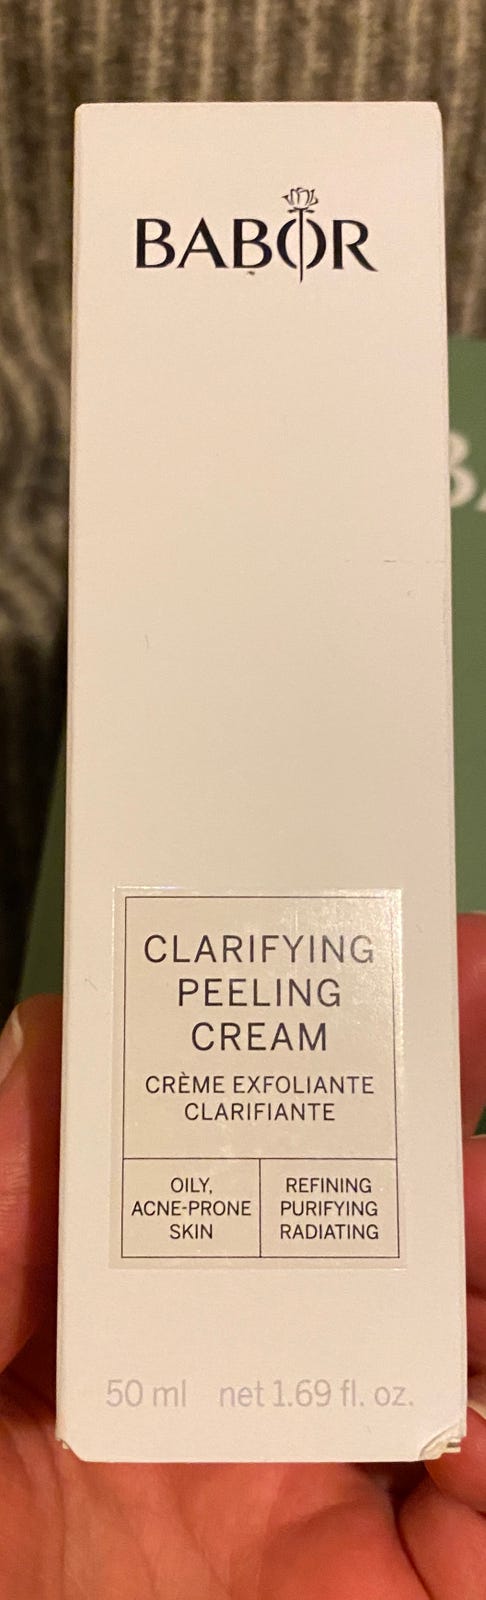 BABOR
CLARIFYING
PEELING
CREAM
CRÈME EXFOLIANTE
CLARIFIANTE
OILY,
ACNE-PRONE
SKIN
REFINING
PURIFYING
RADIATING
50 ml net 1.69 fl. oz.